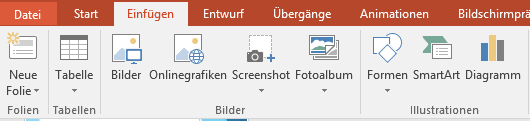 Datei Start Einfügen Entwurf Übergänge Animationen Bildschirmprä
Neue Folie Tabelle Bilder Onlinegrafiken Screenshot Fotoalbum Formen SmartArt Diagramm
Folien Tabellen Bilder Illustrationen